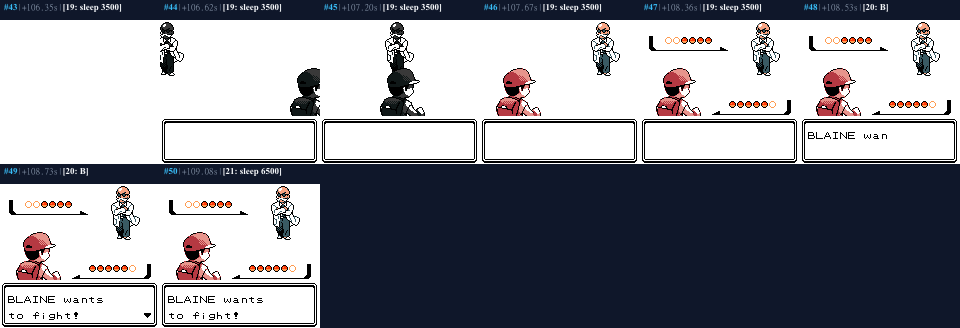 #43|+106.35s|[19: sleep 3500]
#44|+106.62s|[19: sleep 3500]
#45|+107.20s|[19: sleep 3500]
#46|+107.67s|[19: sleep 3500]
#47|+108.36s|[19: sleep 3500]
#48|+108.53s|[20: B]
BLAINE wan
#49|+108.73s|[20: B]
#50|+109.08s|[21: sleep 6500]
BLAINE wants
to fight!
BLAINE wants
to fight!